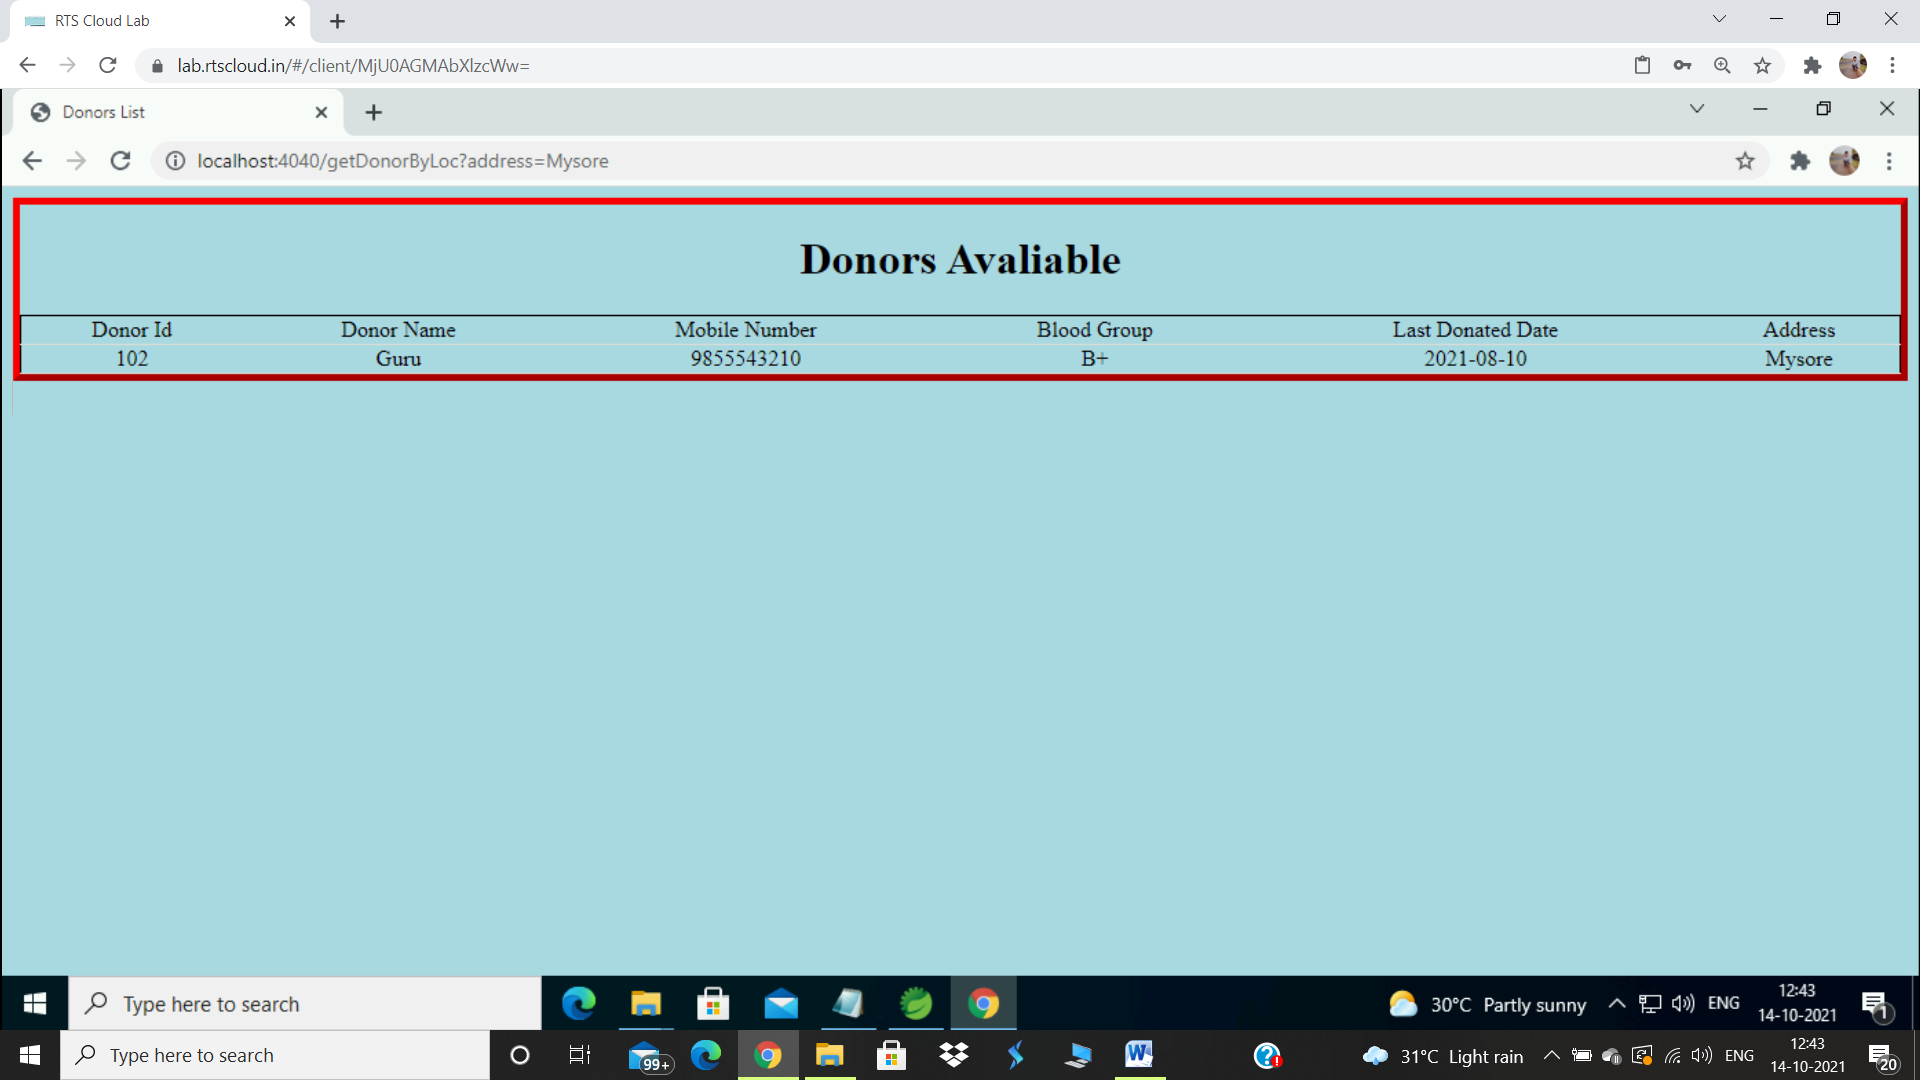 RTS Cloud Lab
lab.rtscloud.in/#/client/MjU0AGMAbXlzcWw=
Donors List
localhost:4040/getDonorByLoc?address=Mysore
Donors Avaliable
Donor Id Donor Name Mobile Number Blood Group Last Donated Date Address
102 Guru 9855543210 B+ 2021-08-10 Mysore
Type here to search
30°C Partly sunny
ENG
12:43
14-10-2021
1
Type here to search
99+
31°C Light rain
ENG
12:43
14-10-2021
20